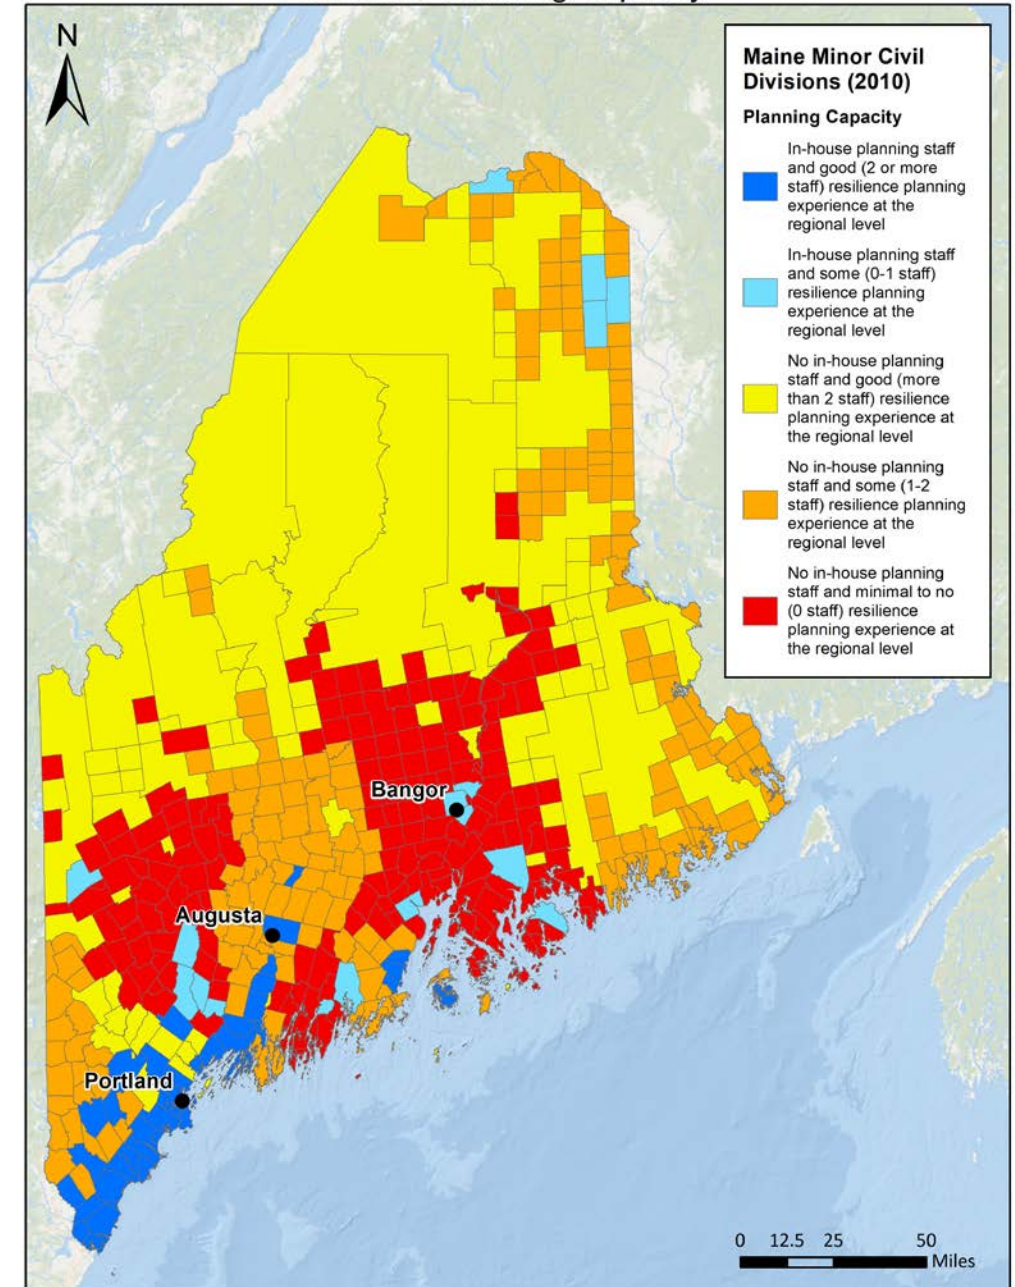 N
Maine Minor Civil
Divisions (2010)
Planning Capacity
In-house planning staff
and good (2 or more
staff) resilience planning
experience at the
regional level
In-house planning staff
and some (0-1 staff)
resilience planning
experience at the
regional level
No in-house planning
staff and good (more
than 2 staff) resilience
planning experience at
the regional level
No in-house planning
staff and some (1-2
staff) resilience planning
experience at the
regional level
No in-house planning
staff and minimal to no
(0 staff) resilience
planning experience at
the regional level
Bangor
Augusta
Portland
0 12.5 25 50
Miles